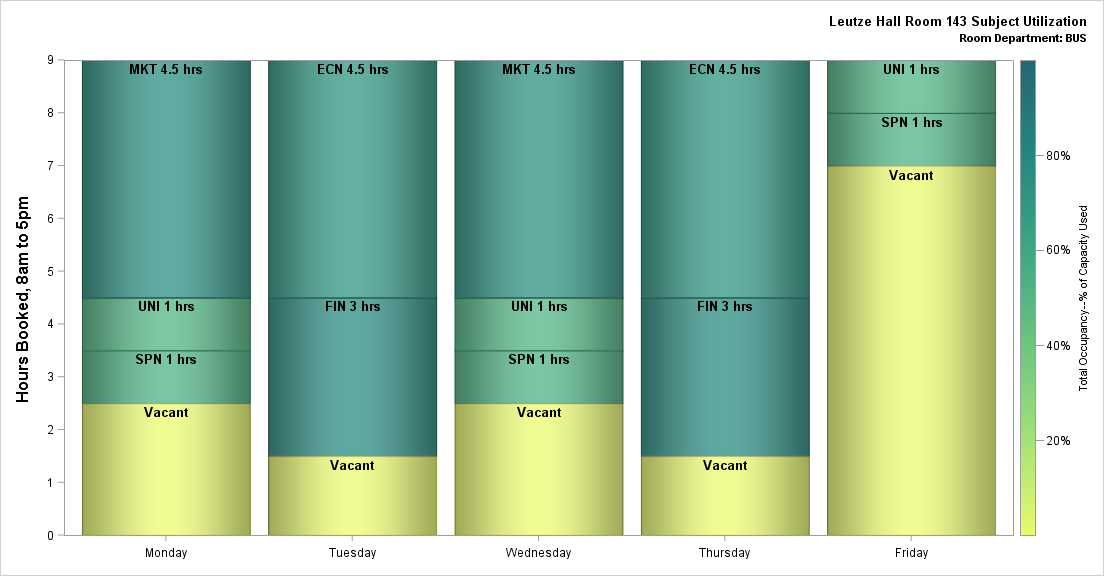 Leutze Hall Room 143 Subject Utilization
Room Department: BUS
Hours Booked, 8am to 5pm
9
8
7
6
5
4
3
2
1
0
MKT 4.5 hrs
UNI 1 hrs
SPN 1 hrs
Vacant
ECN 4.5 hrs
FIN 3 hrs
Vacant
MKT 4.5 hrs
UNI 1 hrs
SPN 1 hrs
Vacant
ECN 4.5 hrs
FIN 3 hrs
Vacant
UNI 1 hrs
SPN 1 hrs
Vacant
Monday
Tuesday
Wednesday
Thursday
Friday
80%
60%
40%
20%
Total Occupancy--% of Capacity Used